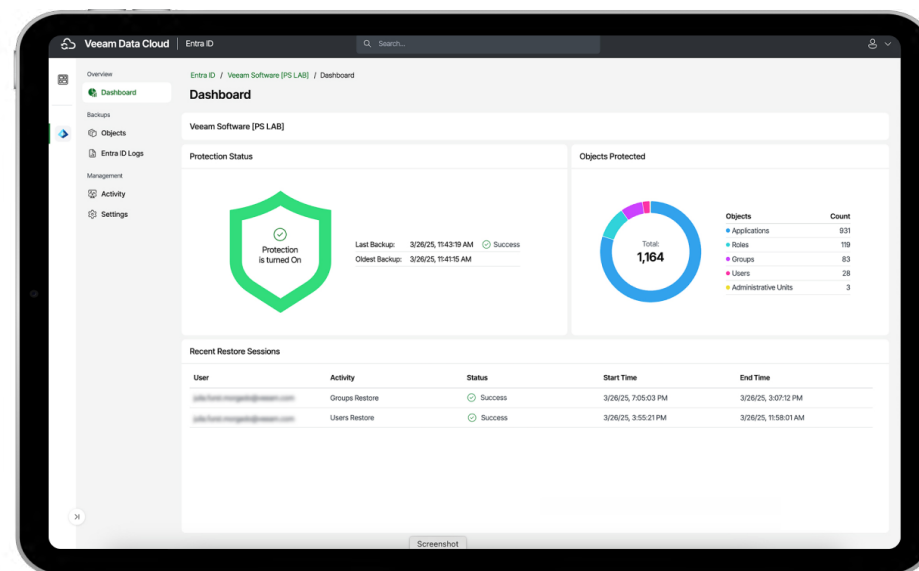 Veeam Data Cloud | Entra ID
Search...
Overview
Dashboard
Backups
Objects
Entra ID Logs
Management
Activity
Settings
Entra ID / Veeam Software [PS LAB] / Dashboard
Dashboard
Veeam Software [PS LAB]
Protection Status
Protection
is turned On
Last Backup: 3/26/25, 11:43:19 AM Success
Oldest Backup: 3/26/25, 11:41:15 AM
Objects Protected
Total:
1,164
Objects Count
Applications 931
Roles 119
Groups 83
Users 28
Administrative Units 3
Recent Restore Sessions
User Activity Status Start Time End Time
Groups Restore Success 3/26/25, 7:05:03 PM 3/26/25, 3:07:12 PM
Users Restore Success 3/26/25, 3:55:21 PM 3/26/25, 11:58:01 AM
Screenshot